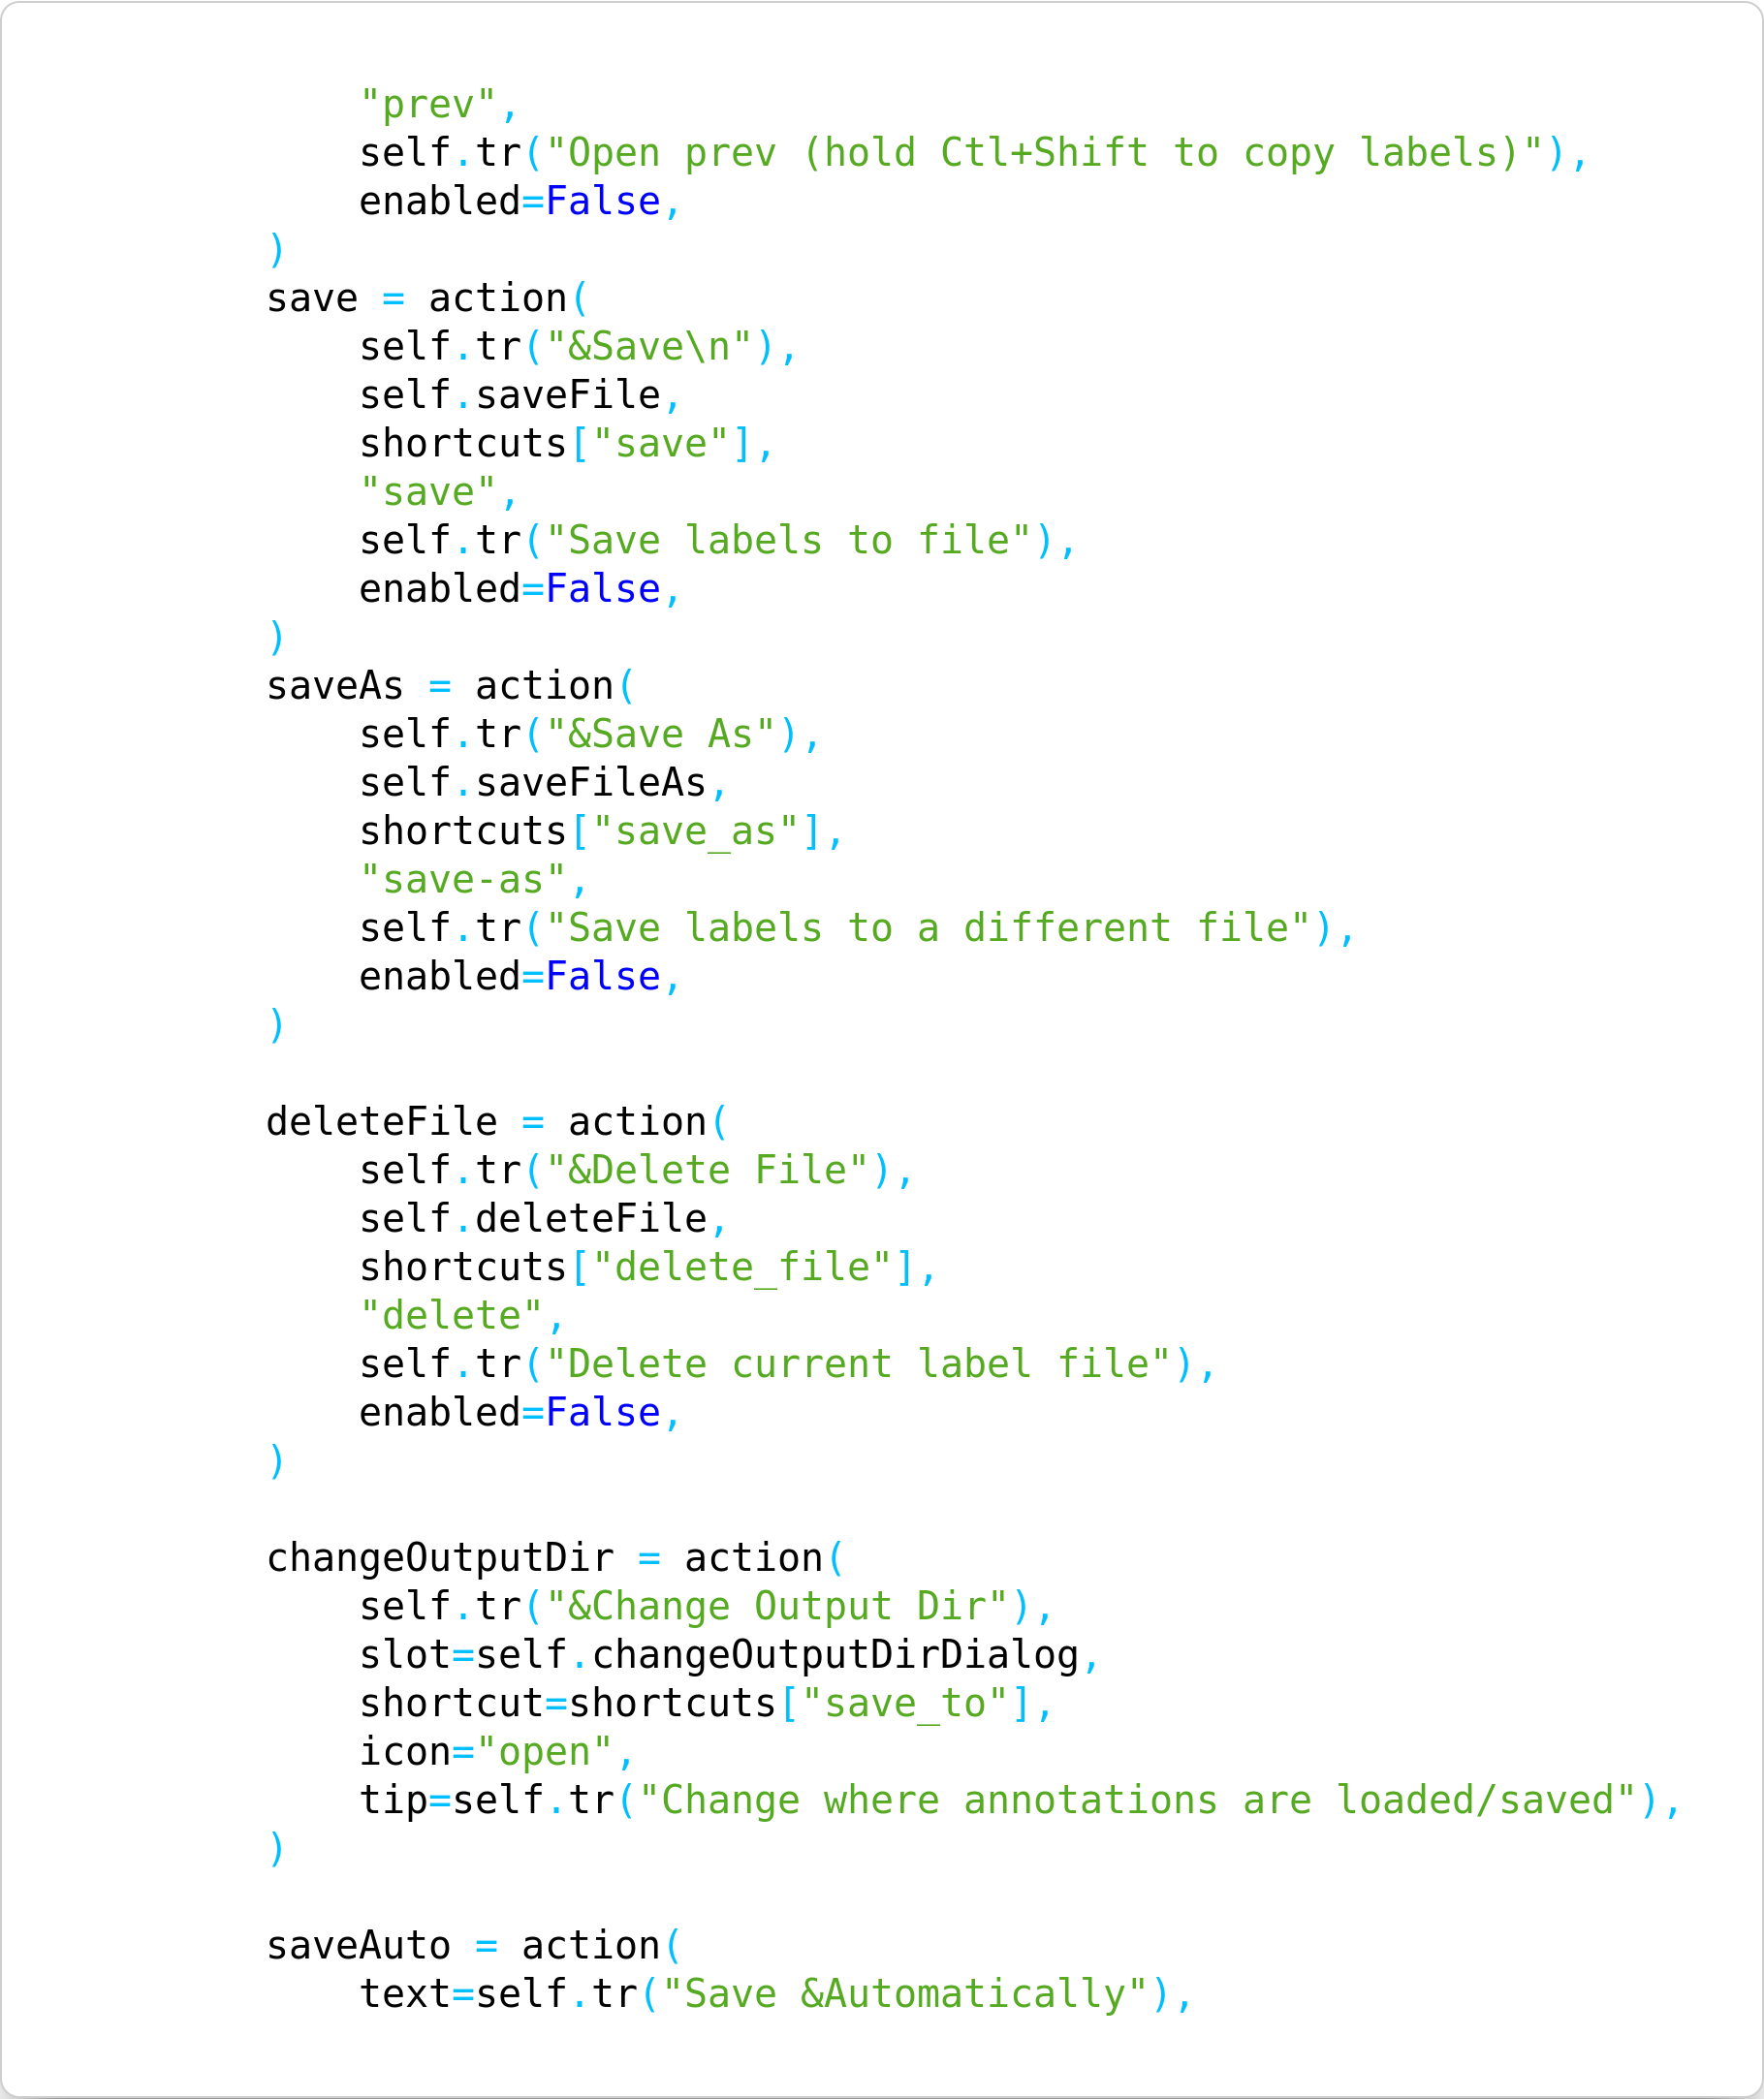 "prev",
            self.tr("Open prev (hold Ctl+Shift to copy labels)"),
            enabled=False,
        )
        save = action(
            self.tr("&Save\n"),
            self.saveFile,
            shortcuts["save"],
            "save",
            self.tr("Save labels to file"),
            enabled=False,
        )
        saveAs = action(
            self.tr("&Save As"),
            self.saveFileAs,
            shortcuts["save_as"],
            "save-as",
            self.tr("Save labels to a different file"),
            enabled=False,
        )

        deleteFile = action(
            self.tr("&Delete File"),
            self.deleteFile,
            shortcuts["delete_file"],
            "delete",
            self.tr("Delete current label file"),
            enabled=False,
        )

        changeOutputDir = action(
            self.tr("&Change Output Dir"),
            slot=self.changeOutputDirDialog,
            shortcut=shortcuts["save_to"],
            icon="open",
            tip=self.tr("Change where annotations are loaded/saved"),
        )

        saveAuto = action(
            text=self.tr("Save &Automatically"),